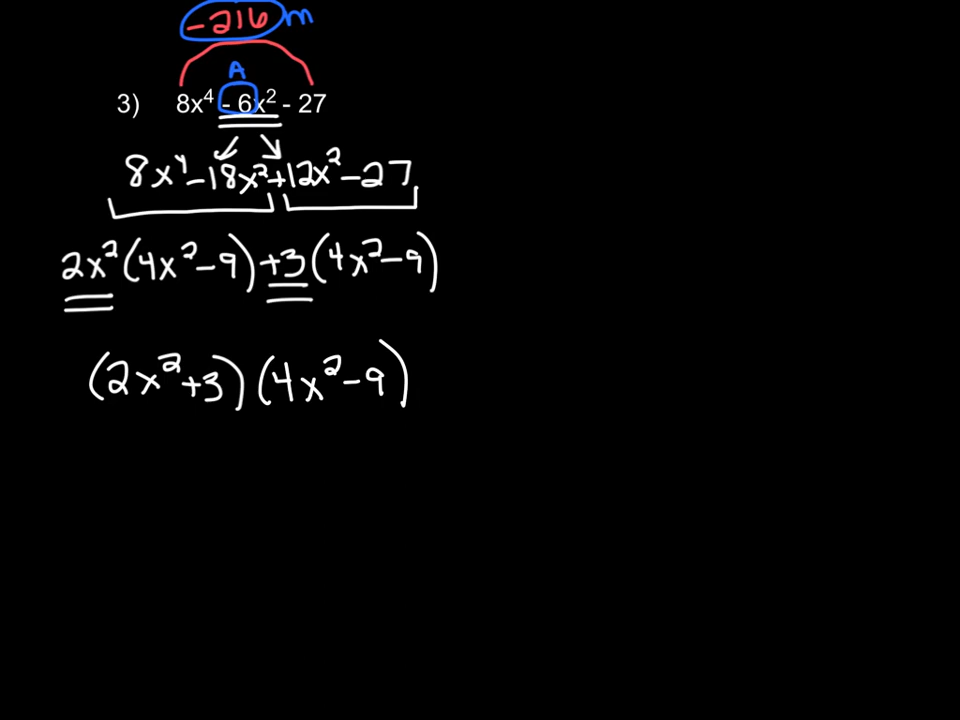 -216 m
A
3) 8x⁴ - 6x² - 27
8x⁴-18x²+12x²-27
2x²(4x²-9)+3(4x²-9)
(2x²+3)(4x²-9)